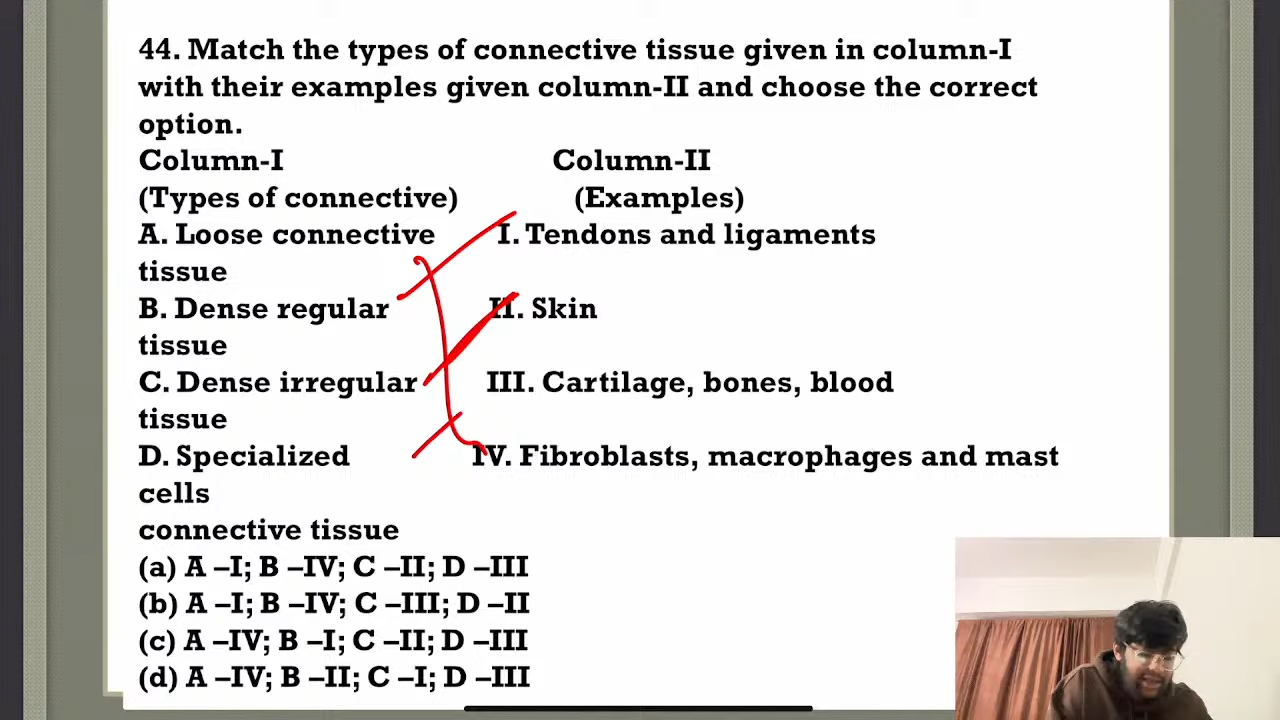 44. Match the types of connective tissue given in column-I
with their examples given column-II and choose the correct
option.
Column-I Column-II
(Types of connective) (Examples)
A. Loose connective I. Tendons and ligaments
tissue
B. Dense regular II. Skin
tissue
C. Dense irregular III. Cartilage, bones, blood
tissue
D. Specialized IV. Fibroblasts, macrophages and mast
cells
connective tissue
(a) A –I; B –IV; C –II; D –III
(b) A –I; B –IV; C –III; D –II
(c) A –IV; B –I; C –II; D –III
(d) A –IV; B –II; C –I; D –III